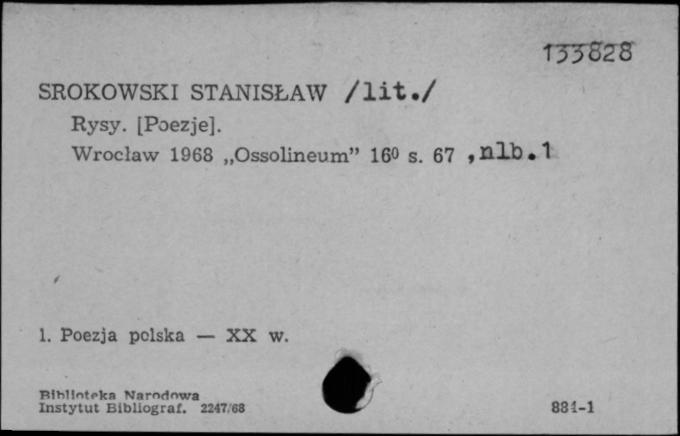 133828
SROKOWSKI STANISŁAW /lit./
Rysy. [Poezje].
Wrocław 1968 „Ossolineum” 16⁰ s. 67 ,nlb.1
1. Poezja polska — XX w.
Biblioteka Narodowa
Instytut Bibliograf. 2247/68
884-1